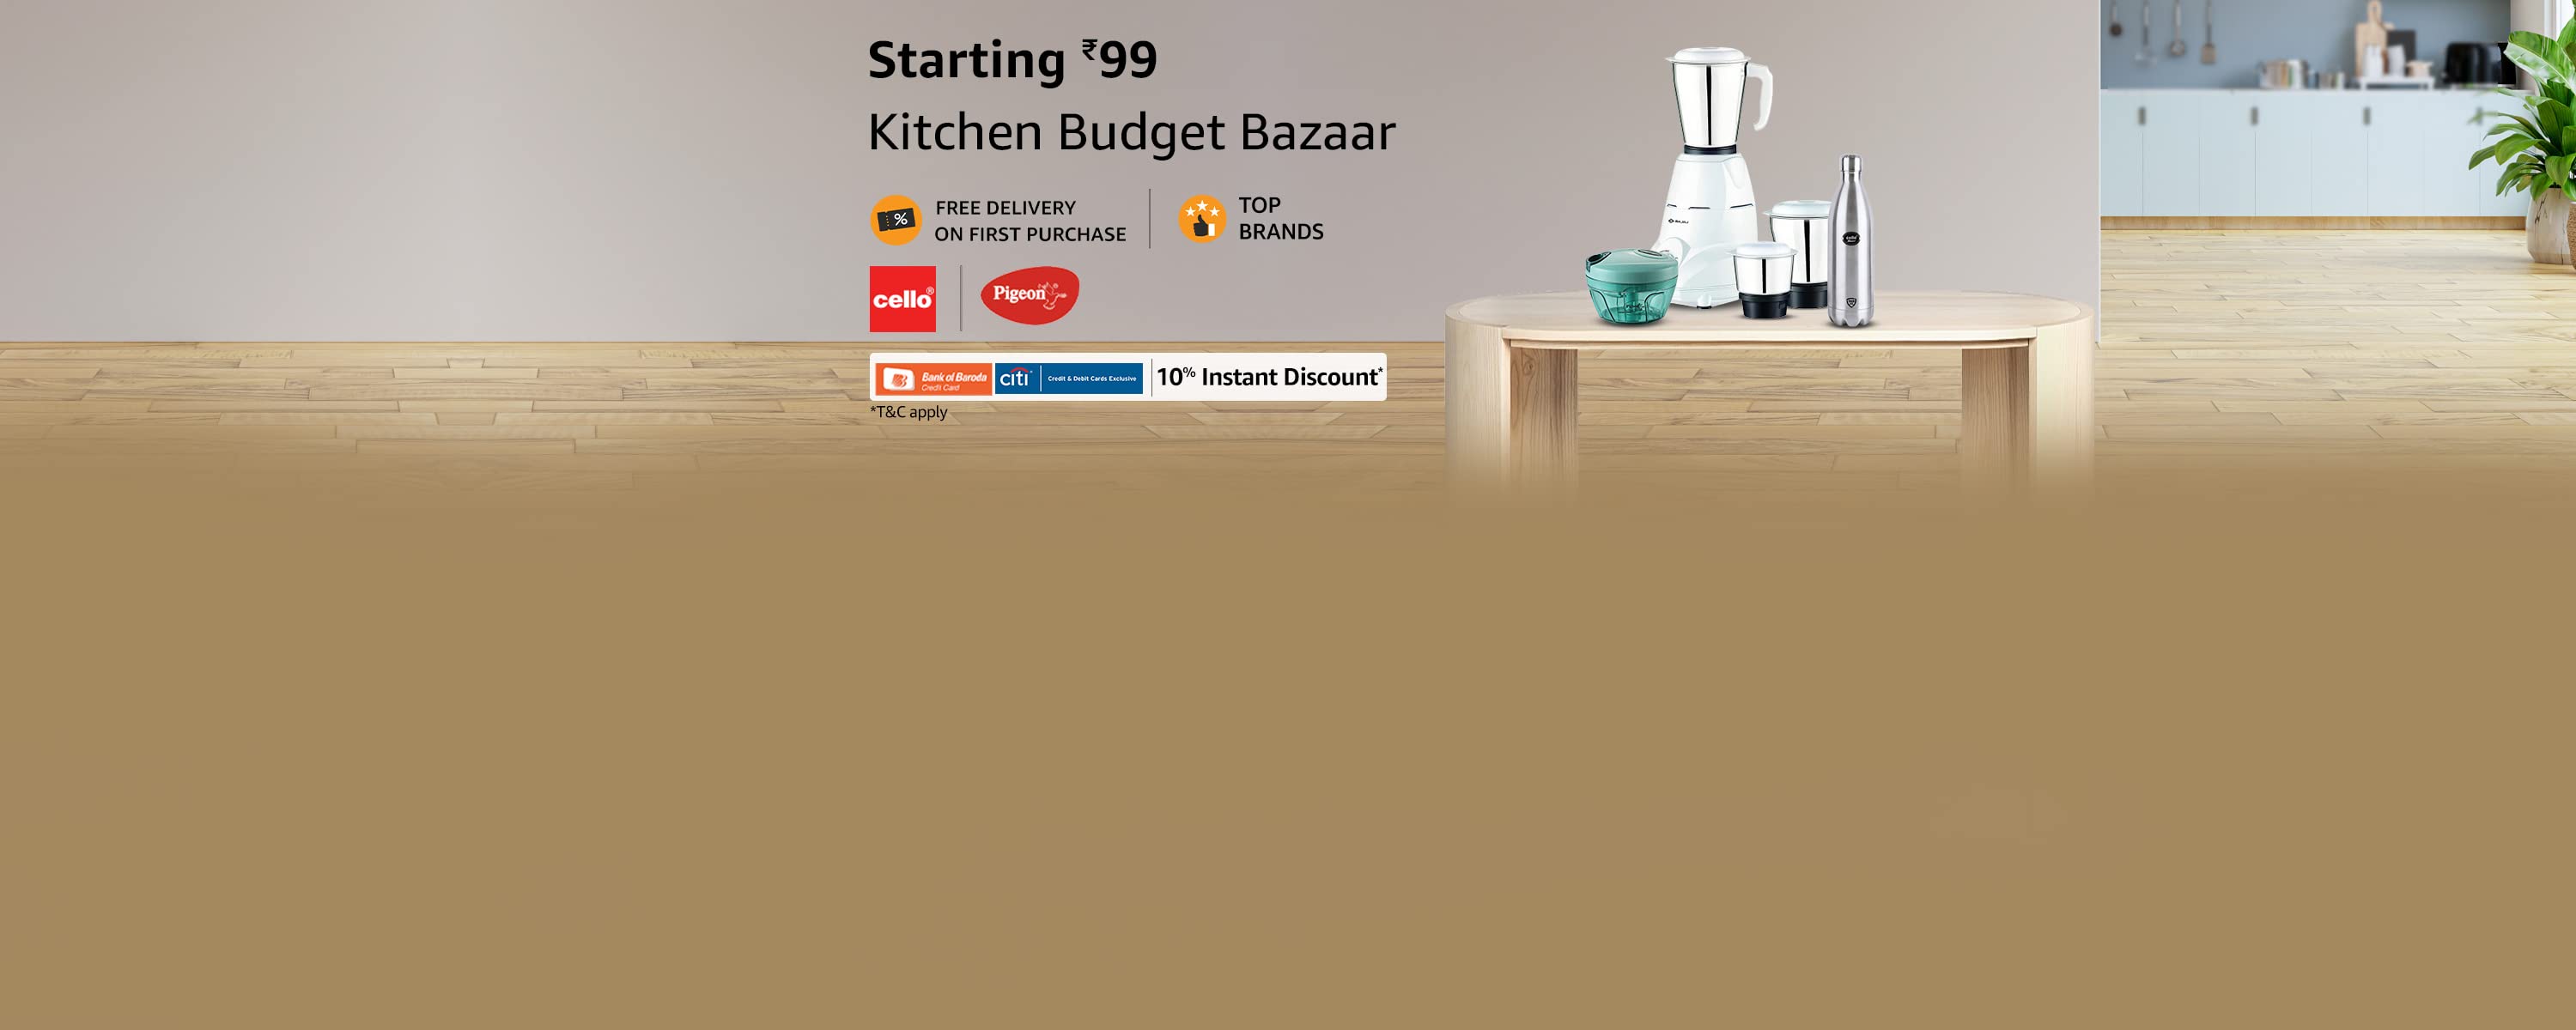 Starting ₹99
Kitchen Budget Bazaar
FREE DELIVERY
ON FIRST PURCHASE
TOP
BRANDS
%
cello®
Pigeon
Bank of Baroda
Credit Card
citi
Credit & Debit Cards Exclusive
10% Instant Discount*
*T&C apply
BAJAJ